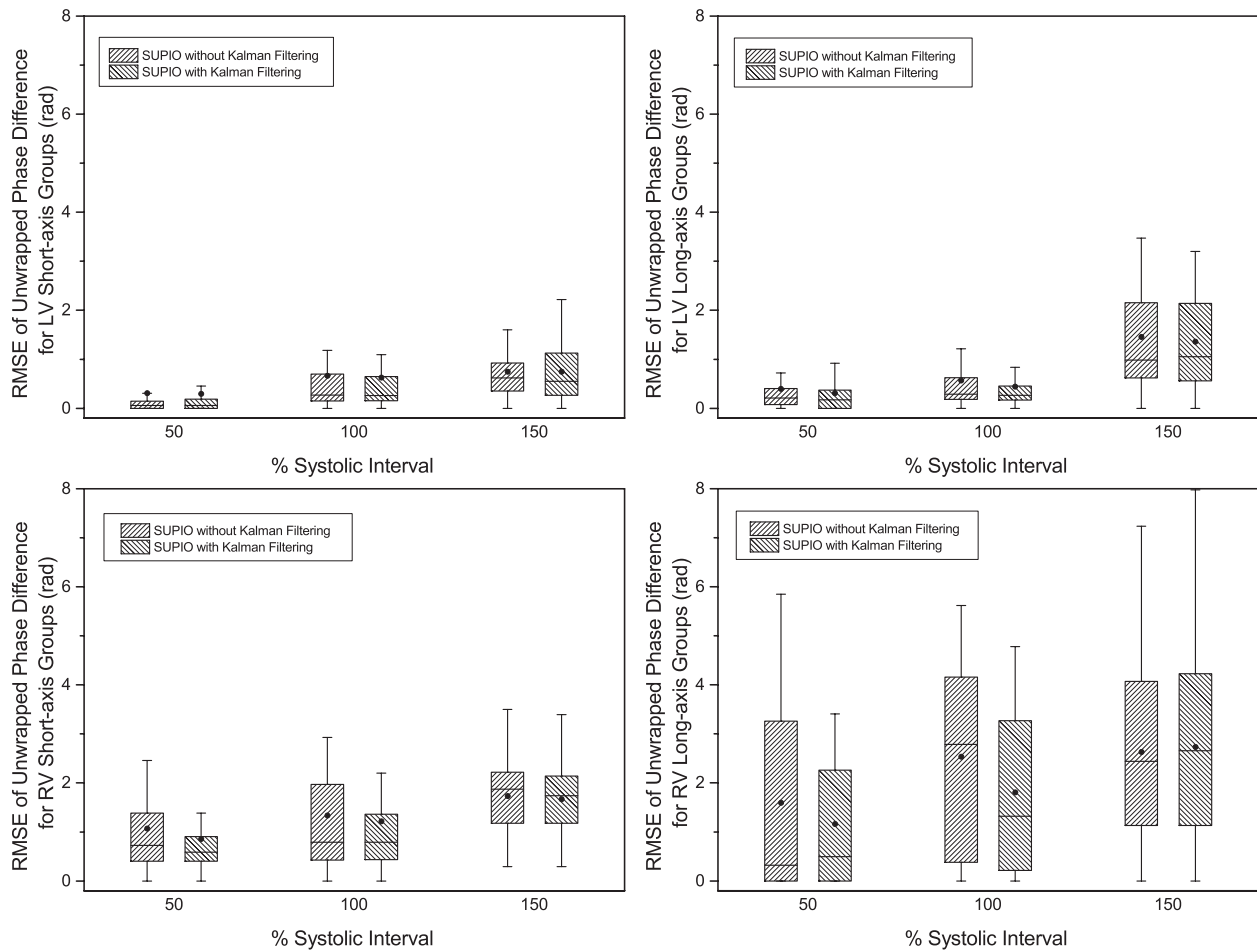 RMSE of Unwrapped Phase Difference
for LV Short-axis Groups (rad)
8
6
4
2
0
SUPIO without Kalman Filtering
SUPIO with Kalman Filtering
50 100 150
% Systolic Interval
RMSE of Unwrapped Phase Difference
for LV Long-axis Groups (rad)
8
6
4
2
0
SUPIO without Kalman Filtering
SUPIO with Kalman Filtering
50 100 150
% Systolic Interval
RMSE of Unwrapped Phase Difference
for RV Short-axis Groups (rad)
8
6
4
2
0
SUPIO without Kalman Filtering
SUPIO with Kalman Filtering
50 100 150
% Systolic Interval
RMSE of Unwrapped Phase Difference
for RV Long-axis Groups (rad)
8
6
4
2
0
SUPIO without Kalman Filtering
SUPIO with Kalman Filtering
50 100 150
% Systolic Interval